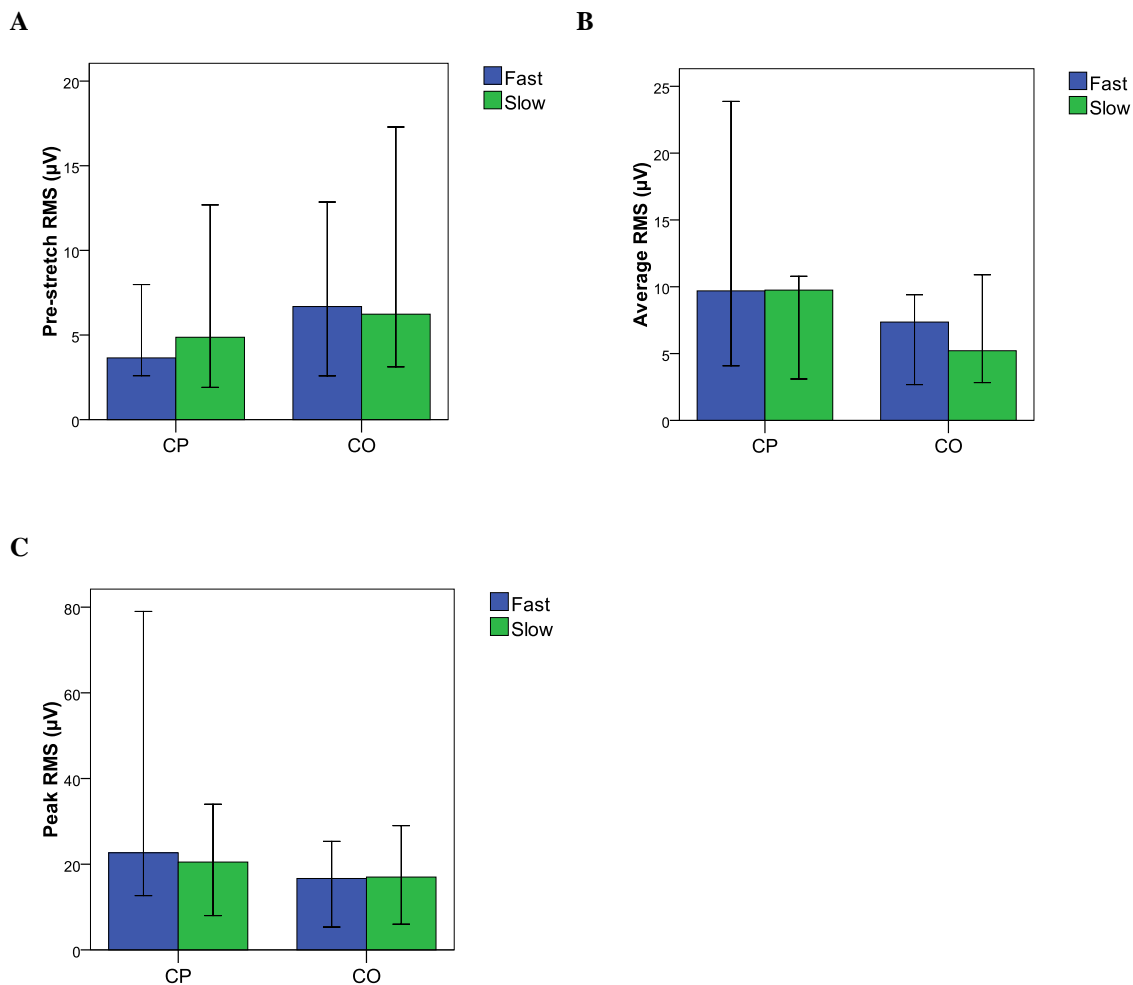 A
Pre-stretch RMS (µV)
20
15
10
5
0
CP
CO
Fast
Slow
B
Average RMS (µV)
25
20
15
10
5
0
CP
CO
Fast
Slow
C
Peak RMS (µV)
80
60
40
20
0
CP
CO
Fast
Slow